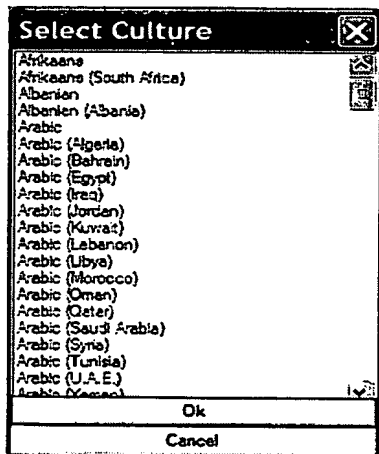 Select Culture
Afrikaans
Afrikaans (South Africa)
Albanian
Albanian (Albania)
Arabic
Arabic (Algeria)
Arabic (Bahrain)
Arabic (Egypt)
Arabic (Iraq)
Arabic (Jordan)
Arabic (Kuwait)
Arabic (Lebanon)
Arabic (Libya)
Arabic (Morocco)
Arabic (Oman)
Arabic (Qatar)
Arabic (Saudi Arabia)
Arabic (Syria)
Arabic (Tunisia)
Arabic (U.A.E.)
Arabic (Yemen)
Ok
Cancel